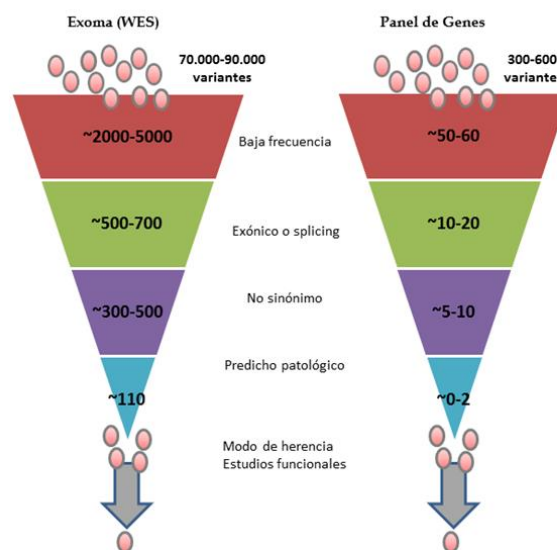 Exoma (WES)
70.000-90.000
variantes
~2000-5000
~500-700
~300-500
~110
Baja frecuencia
Exónico o splicing
No sinónimo
Predicho patológico
Modo de herencia
Estudios funcionales
Panel de Genes
300-600
variante
~50-60
~10-20
~5-10
~0-2